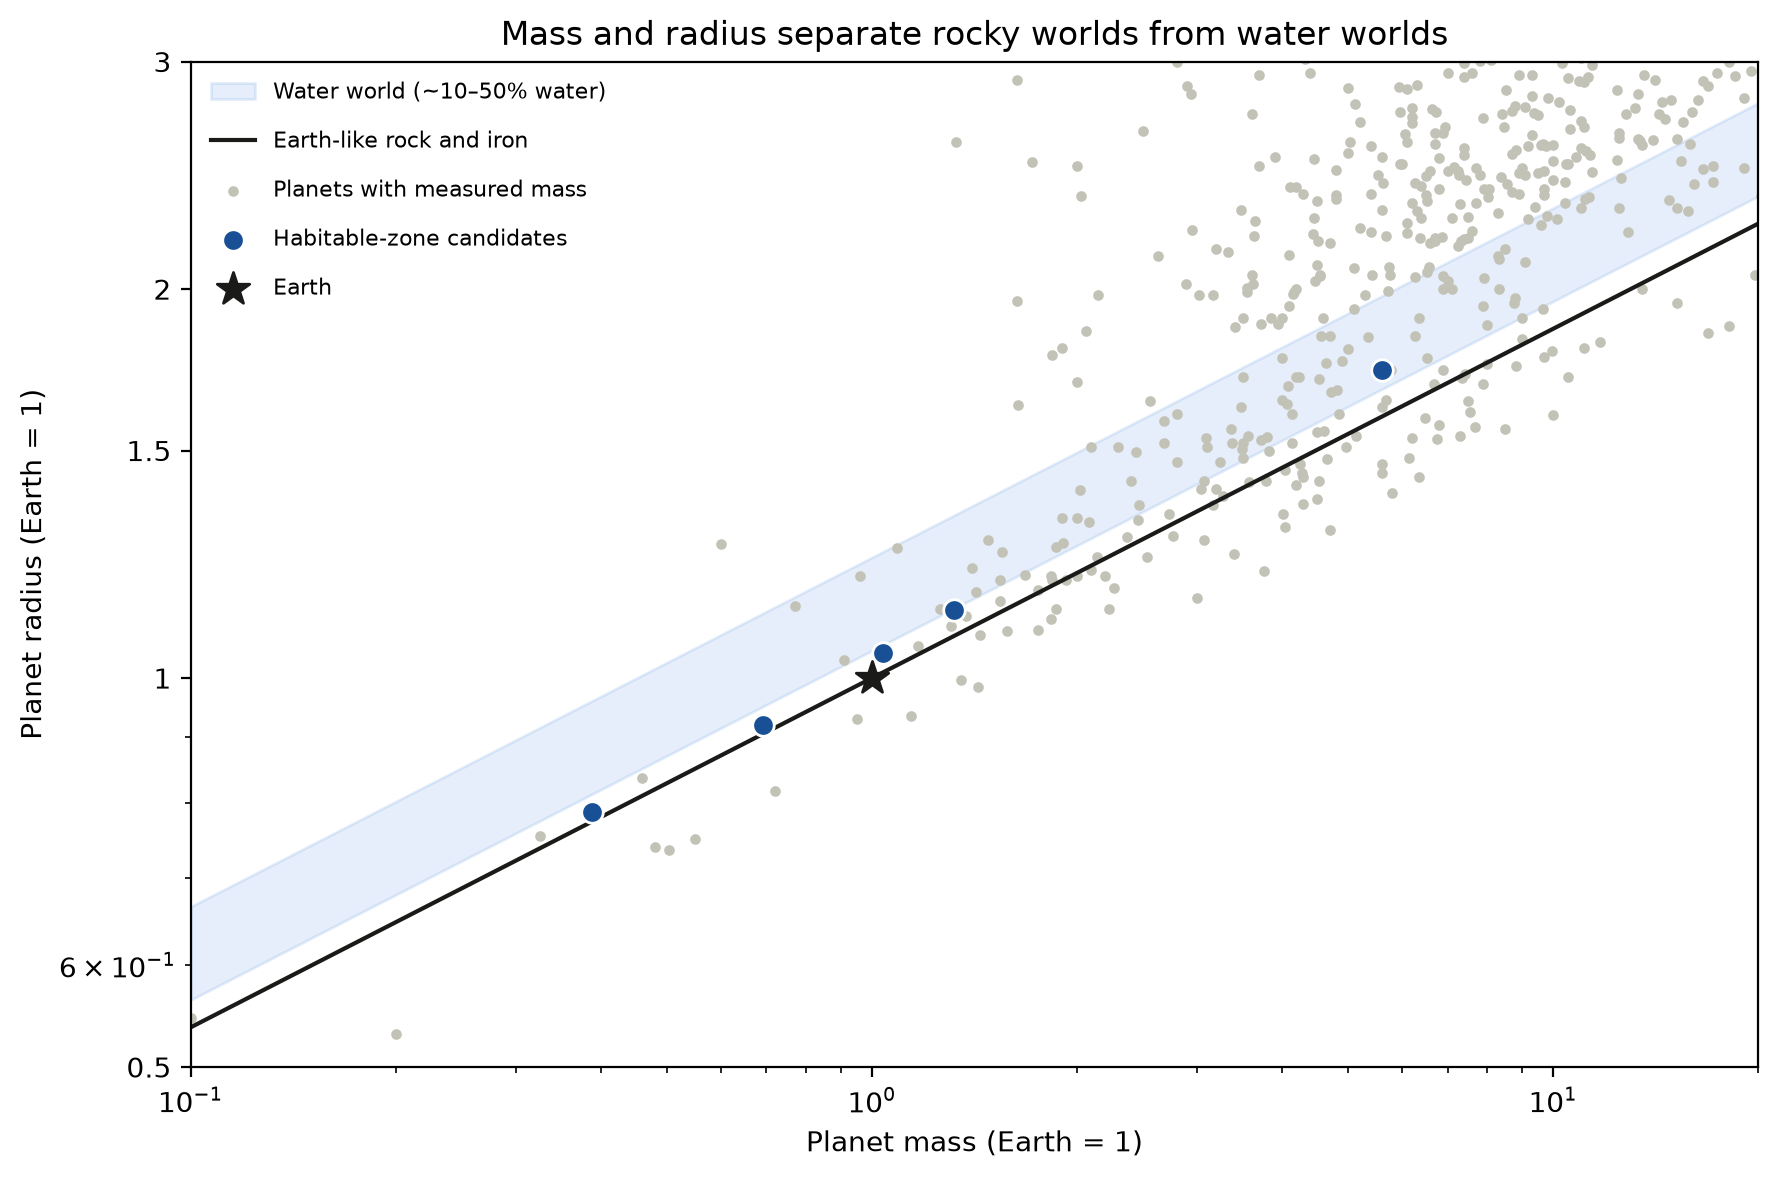 Mass and radius separate rocky worlds from water worlds
Water world (~10–50% water)
Earth-like rock and iron
Planets with measured mass
Habitable-zone candidates
Earth
Planet radius (Earth = 1)
3
2
1.5
1
6 × 10⁻¹
0.5
10⁻¹
10⁰
10¹
Planet mass (Earth = 1)